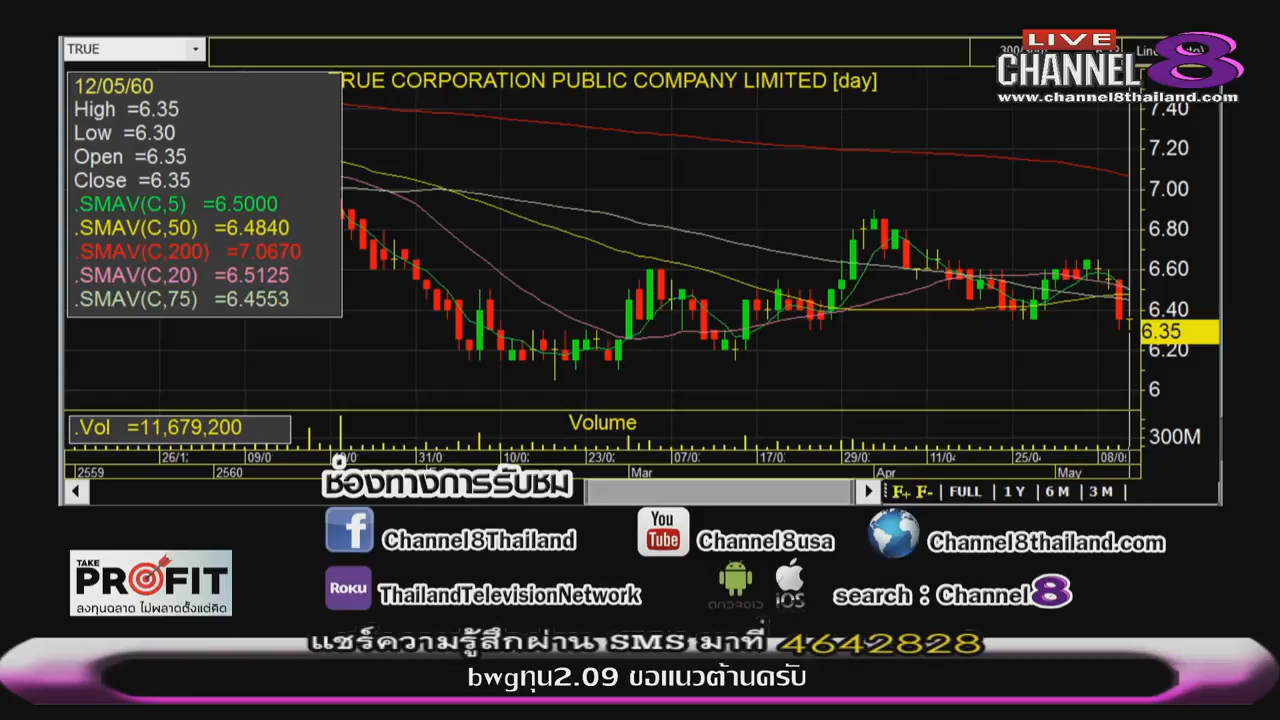 TRUE
LIVE
CHANNEL 8
www.channel8thailand.com
TRUE CORPORATION PUBLIC COMPANY LIMITED [day]
12/05/60
High =6.35
Low =6.30
Open =6.35
Close =6.35
.SMAV(C,5) =6.5000
.SMAV(C,50) =6.4840
.SMAV(C,200) =7.0670
.SMAV(C,20) =6.5125
.SMAV(C,75) =6.4553
7.40
7.20
7.00
6.80
6.60
6.40
6.35
6.20
6
.Vol =11,679,200
Volume
300M
26/1 09/0 31/0 10/0 23/0 07/0 17/0 29/0 11/0 25/0 08/0
2559 2560 Mar Apr May
F+ F- FULL 1 Y 6 M 3 M
ช่องทางการรับชม
f Channel8Thailand
You Tube Channel8usa
Channel8thailand.com
TAKE PROFIT
ลงทุนฉลาด ไม่พลาดตั้งแต่คิด
ROKU ThailandTelevisionNetwork
iOS
search : Channel 8
แชร์ความรู้สึกผ่าน SMS มาที่ 4642828
bwgทุน2.09 ขอแนวต้านครับ